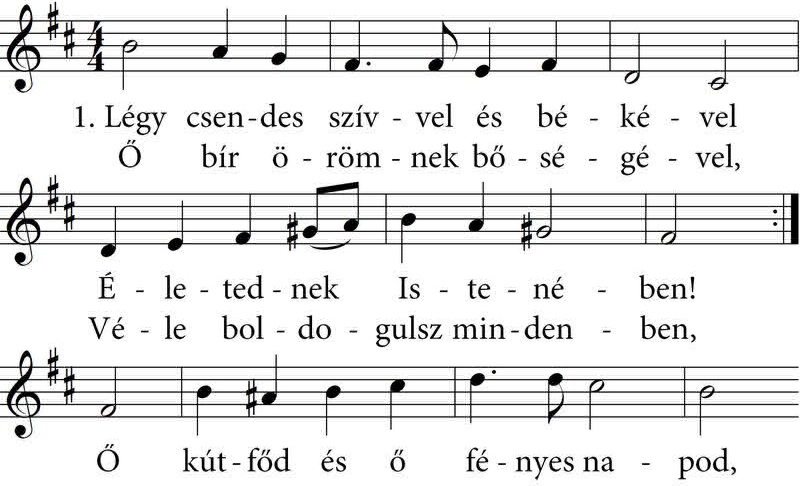 4
4
1. Légy csen-des szív - vel és bé - ké - vel
Ő bír ö - röm - nek bő - sé - gé - vel,
É - le - ted - nek Is - te - né - ben!
Vé - le bol - do - gulsz min - den - ben,
Ő kút - főd és ő fé - nyes na - pod,